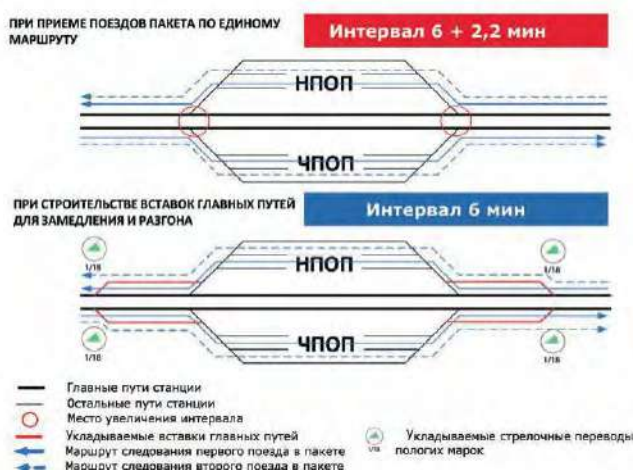 ПРИ ПРИЕМЕ ПОЕЗДОВ ПАКЕТА ПО ЕДИНОМУ
МАРШРУТУ
Интервал 6 + 2,2 мин
НПОП
ЧПОП
ПРИ СТРОИТЕЛЬСТВЕ ВСТАВОК ГЛАВНЫХ ПУТЕЙ
ДЛЯ ЗАМЕДЛЕНИЯ И РАЗГОНА
Интервал 6 мин
1/18
1/18
НПОП
ЧПОП
1/18
1/18
Главные пути станции
Остальные пути станции
Место увеличения интервала
Укладываемые вставки главных путей
Маршрут следования первого поезда в пакете
Маршрут следования второго поезда в пакете
1/18
Укладываемые стрелочные переводы
пологих марок